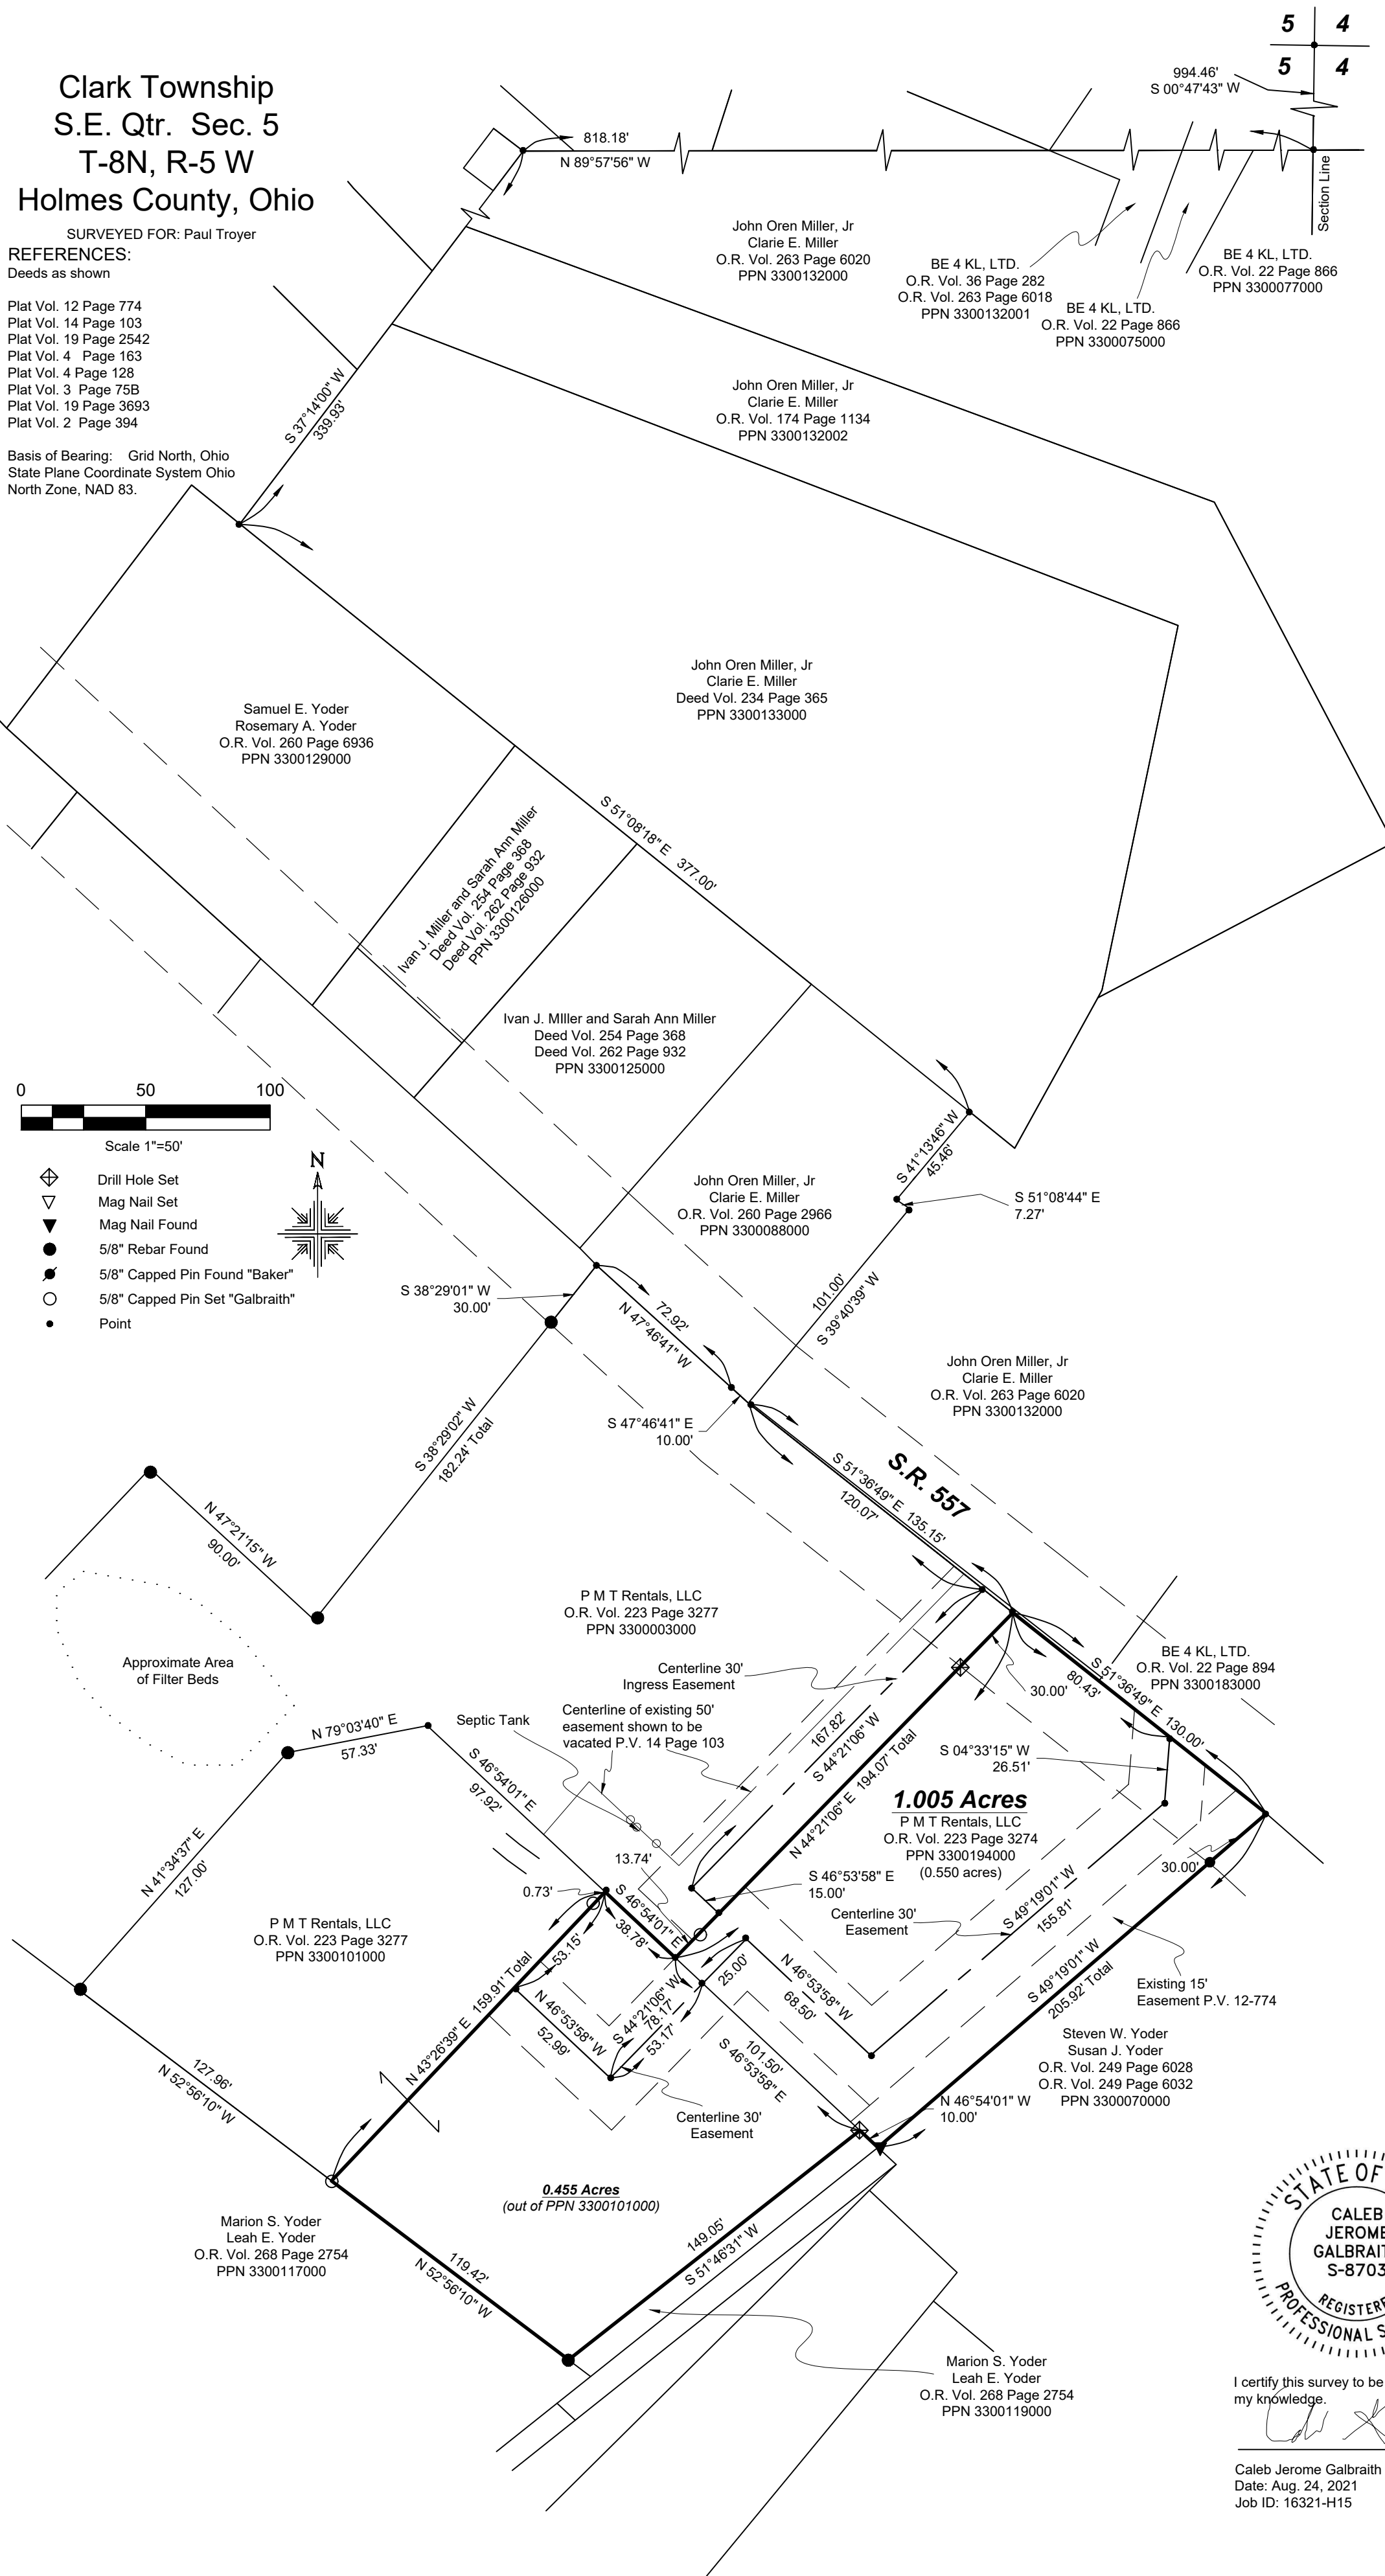 Clark Township
S.E. Qtr. Sec. 5
T-8N, R-5 W
Holmes County, Ohio
SURVEYED FOR: Paul Troyer
REFERENCES:
Deeds as shown
Plat Vol. 12 Page 774
Plat Vol. 14 Page 103
Plat Vol. 19 Page 2542
Plat Vol. 4 Page 163
Plat Vol. 4 Page 128
Plat Vol. 3 Page 75B
Plat Vol. 19 Page 3693
Plat Vol. 2 Page 394
Basis of Bearing: Grid North, Ohio
State Plane Coordinate System Ohio
North Zone, NAD 83.
5 4
5 4
994.46'
S 00°47'43" W
818.18'
N 89°57'56" W
Section Line
John Oren Miller, Jr
Clarie E. Miller
O.R. Vol. 263 Page 6020
PPN 3300132000
BE 4 KL, LTD.
O.R. Vol. 36 Page 282
O.R. Vol. 263 Page 6018
PPN 3300132001
BE 4 KL, LTD.
O.R. Vol. 22 Page 866
PPN 3300075000
BE 4 KL, LTD.
O.R. Vol. 22 Page 866
PPN 3300077000
S 37°14'00" W
339.93'
John Oren Miller, Jr
Clarie E. Miller
O.R. Vol. 174 Page 1134
PPN 3300132002
John Oren Miller, Jr
Clarie E. Miller
Deed Vol. 234 Page 365
PPN 3300133000
Samuel E. Yoder
Rosemary A. Yoder
O.R. Vol. 260 Page 6936
PPN 3300129000
S 51°08'18" E 377.00'
Ivan J. Miller and Sarah Ann Miller
Deed Vol. 254 Page 368
Deed Vol. 262 Page 932
PPN 3300126000
Ivan J. MIller and Sarah Ann Miller
Deed Vol. 254 Page 368
Deed Vol. 262 Page 932
PPN 3300125000
0 50 100
Scale 1"=50'
Drill Hole Set
Mag Nail Set
Mag Nail Found
5/8" Rebar Found
5/8" Capped Pin Found "Baker"
5/8" Capped Pin Set "Galbraith"
Point
N
S 41°13'46" W
45.46'
S 51°08'44" E
7.27'
John Oren Miller, Jr
Clarie E. Miller
O.R. Vol. 260 Page 2966
PPN 3300088000
101.00'
S 39°40'39" W
S 38°29'01" W
30.00'
72.92'
N 47°46'41" W
John Oren Miller, Jr
Clarie E. Miller
O.R. Vol. 263 Page 6020
PPN 3300132000
S 47°46'41" E
10.00'
S 38°29'02" W
182.24' Total
S.R. 557
S 51°36'49" E 135.15'
120.07'
N 47°21'15" W
90.00'
P M T Rentals, LLC
O.R. Vol. 223 Page 3277
PPN 3300003000
Approximate Area
of Filter Beds
Centerline 30'
Ingress Easement
30.00'
80.43'
S 51°36'49" E 130.00'
BE 4 KL, LTD.
O.R. Vol. 22 Page 894
PPN 3300183000
N 79°03'40" E
57.33'
Septic Tank
Centerline of existing 50'
easement shown to be
vacated P.V. 14 Page 103
167.82'
S 44°21'06" W
N 44°21'06" E 194.07' Total
S 04°33'15" W
26.51'
S 46°54'01" E
97.92'
1.005 Acres
P M T Rentals, LLC
O.R. Vol. 223 Page 3274
PPN 3300194000
(0.550 acres)
N 41°34'37" E
127.00'
13.74'
S 46°53'58" E
15.00'
30.00'
0.73'
S 46°54'01" E
38.78'
Centerline 30'
Easement
S 49°19'01" W
155.81'
P M T Rentals, LLC
O.R. Vol. 223 Page 3277
PPN 3300101000
53.15'
25.00'
N 46°53'58" W
68.50'
S 49°19'01" W
205.92' Total
Existing 15'
Easement P.V. 12-774
N 43°26'39" E 159.91' Total
N 46°53'58" W
52.99'
S 44°21'06" W
78.17'
53.17'
101.50'
S 46°53'58" E
Steven W. Yoder
Susan J. Yoder
O.R. Vol. 249 Page 6028
O.R. Vol. 249 Page 6032
PPN 3300070000
127.96'
N 52°56'10" W
N 46°54'01" W
10.00'
Centerline 30'
Easement
0.455 Acres
(out of PPN 3300101000)
Marion S. Yoder
Leah E. Yoder
O.R. Vol. 268 Page 2754
PPN 3300117000
119.42'
N 52°56'10" W
149.05'
S 51°46'31" W
Marion S. Yoder
Leah E. Yoder
O.R. Vol. 268 Page 2754
PPN 3300119000
STATE OF
CALEB
JEROME
GALBRAIT
S-8703
REGISTERE
PROFESSIONAL S
I certify this survey to be
my knowledge.
Caleb Jerome Galbraith
Date: Aug. 24, 2021
Job ID: 16321-H15